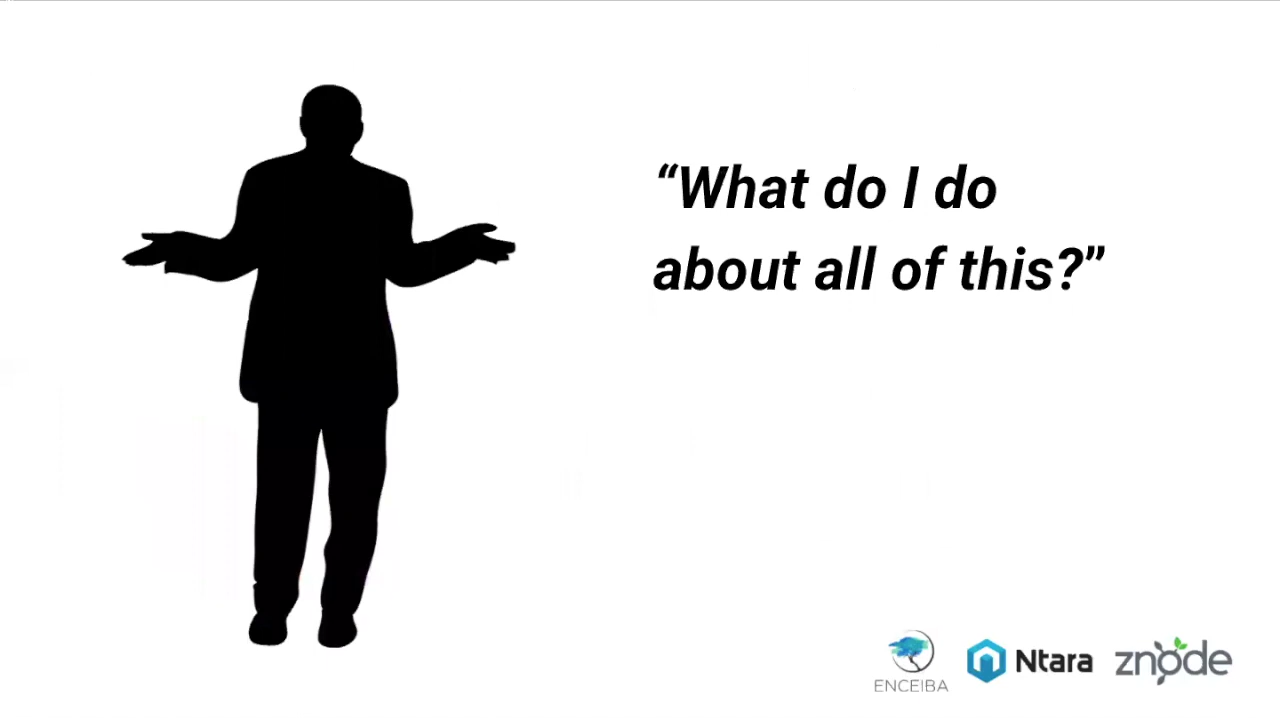 “What do I do
about all of this?”
ENCEIBA
Ntara
znode